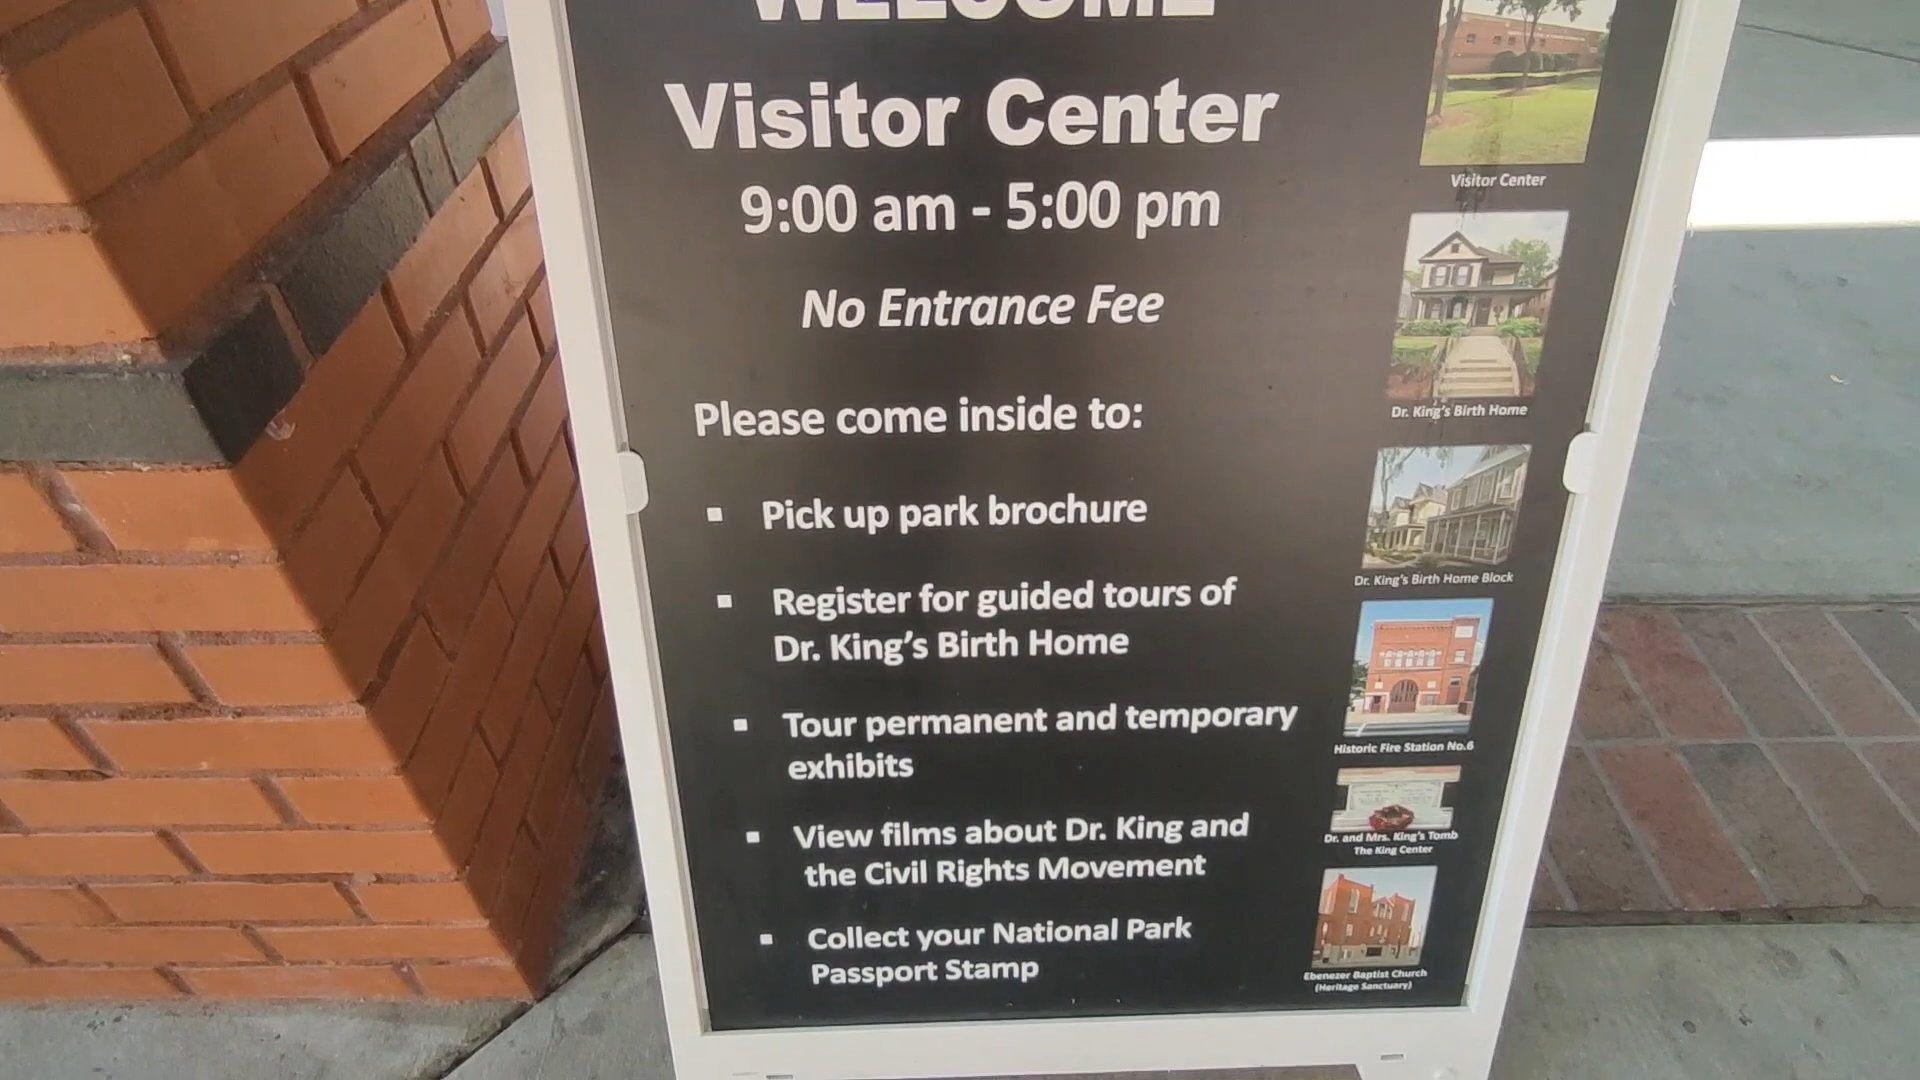 WELCOME
Visitor Center
9:00 am - 5:00 pm
No Entrance Fee
Please come inside to:
▪ Pick up park brochure
▪ Register for guided tours of
Dr. King's Birth Home
▪ Tour permanent and temporary
exhibits
▪ View films about Dr. King and
the Civil Rights Movement
▪ Collect your National Park
Passport Stamp
Visitor Center
Dr. King's Birth Home
Dr. King's Birth Home Block
Historic Fire Station No.6
Dr. and Mrs. King's Tomb
The King Center
Ebenezer Baptist Church
(Heritage Sanctuary)